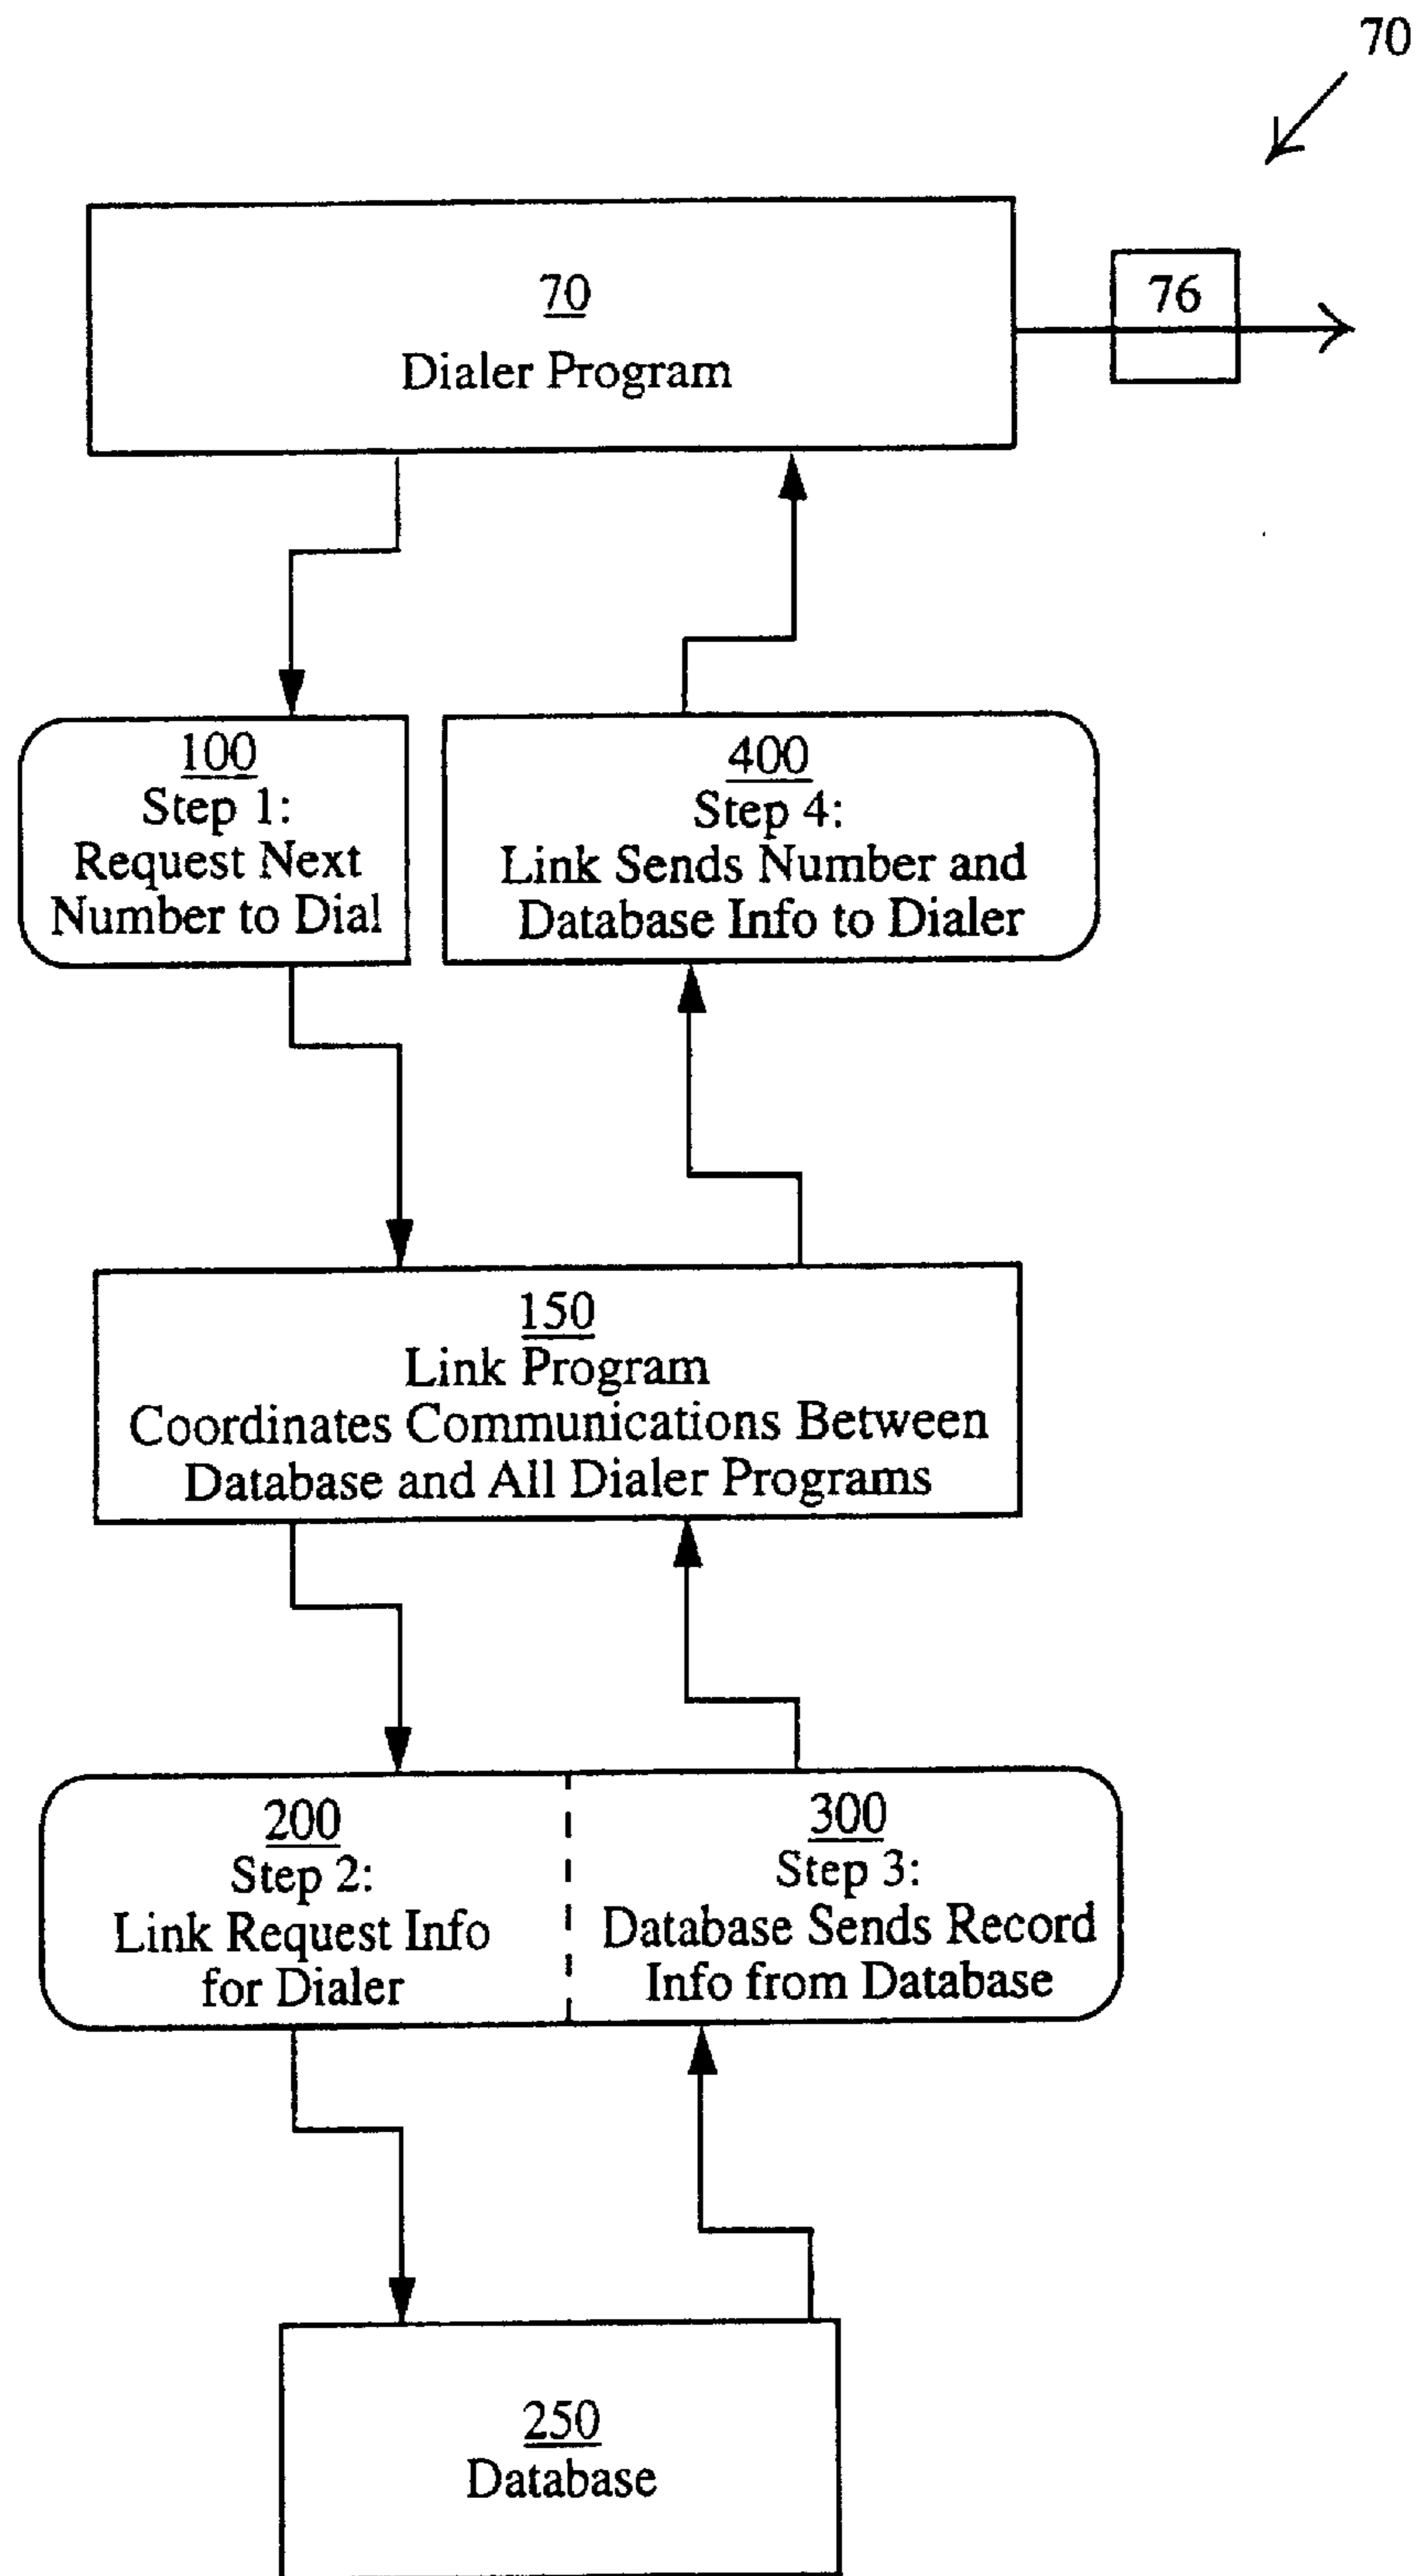 70
70
Dialer Program
76
100
Step 1:
Request Next
Number to Dial
400
Step 4:
Link Sends Number and
Database Info to Dialer
150
Link Program
Coordinates Communications Between
Database and All Dialer Programs
200
Step 2:
Link Request Info
for Dialer
300
Step 3:
Database Sends Record
Info from Database
250
Database